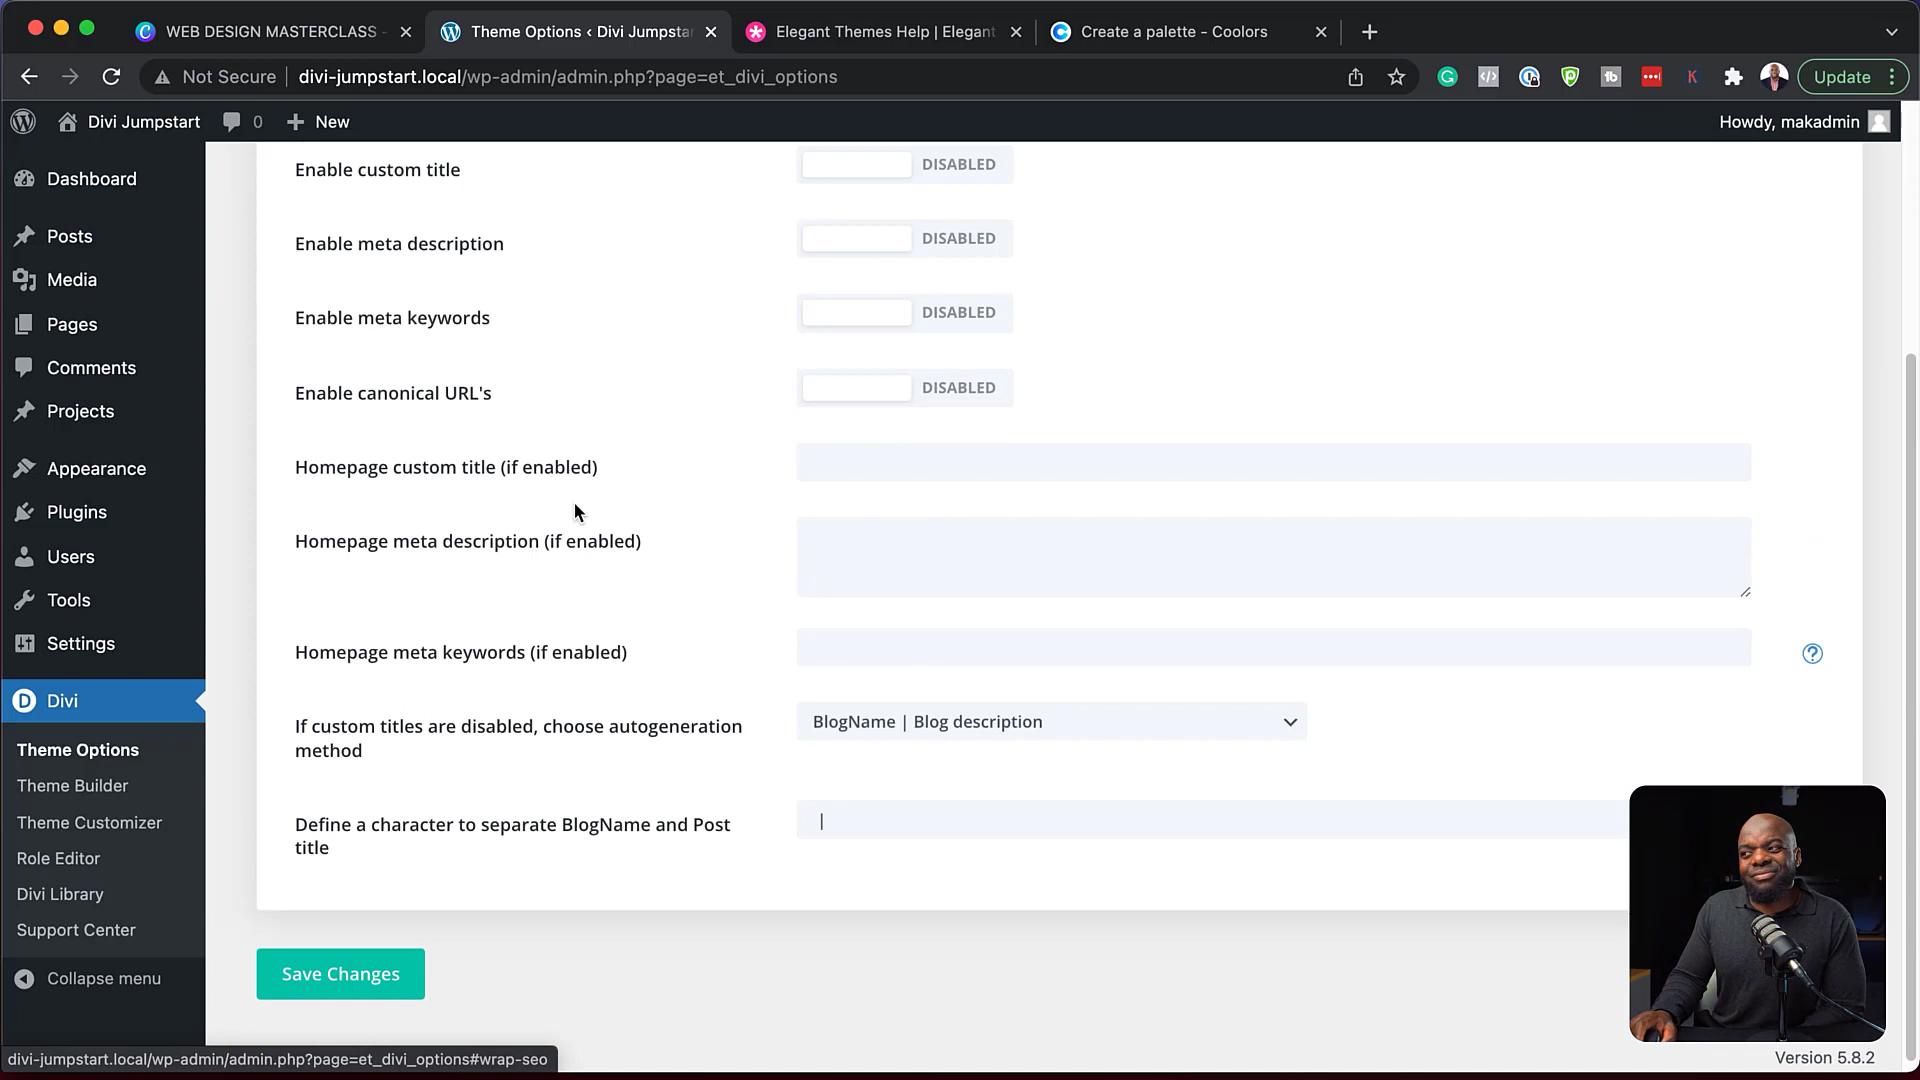 WEB DESIGN MASTERCLASS -
Theme Options ‹ Divi Jumpsta
Elegant Themes Help | Elegant
Create a palette - Coolors
Not Secure
divi-jumpstart.local/wp-admin/admin.php?page=et_divi_options
Update
Divi Jumpstart
0
New
Howdy, makadmin
Dashboard
Posts
Media
Pages
Comments
Projects
Appearance
Plugins
Users
Tools
Settings
Divi
Theme Options
Theme Builder
Theme Customizer
Role Editor
Divi Library
Support Center
Collapse menu
Enable custom title
DISABLED
Enable meta description
DISABLED
Enable meta keywords
DISABLED
Enable canonical URL's
DISABLED
Homepage custom title (if enabled)
Homepage meta description (if enabled)
Homepage meta keywords (if enabled)
?
If custom titles are disabled, choose autogeneration
method
BlogName | Blog description
Define a character to separate BlogName and Post
title
|
Save Changes
divi-jumpstart.local/wp-admin/admin.php?page=et_divi_options#wrap-seo
Version 5.8.2